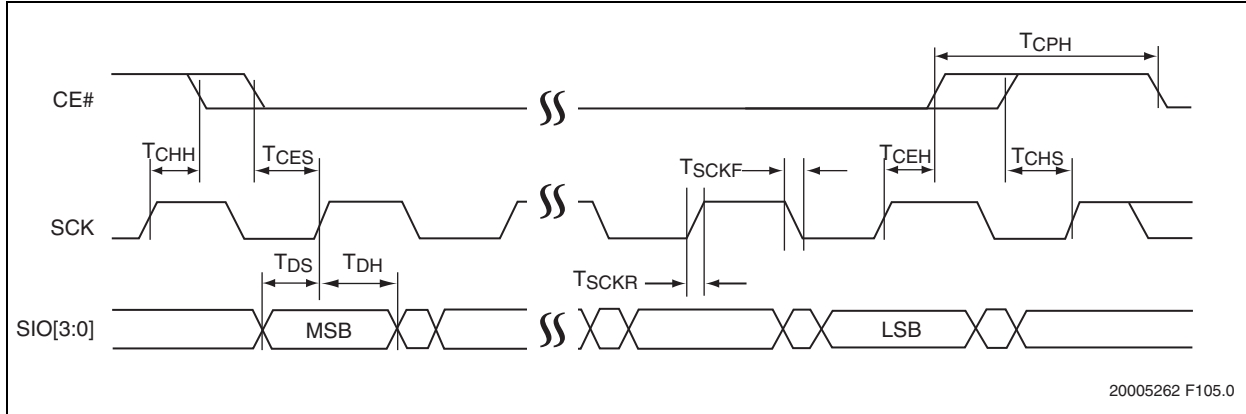 TCPH
CE#
TCHH
TCES
TSCKF
TCEH
TCHS
SCK
TDS
TDH
TSCKR
SIO[3:0]
MSB
LSB
20005262 F105.0